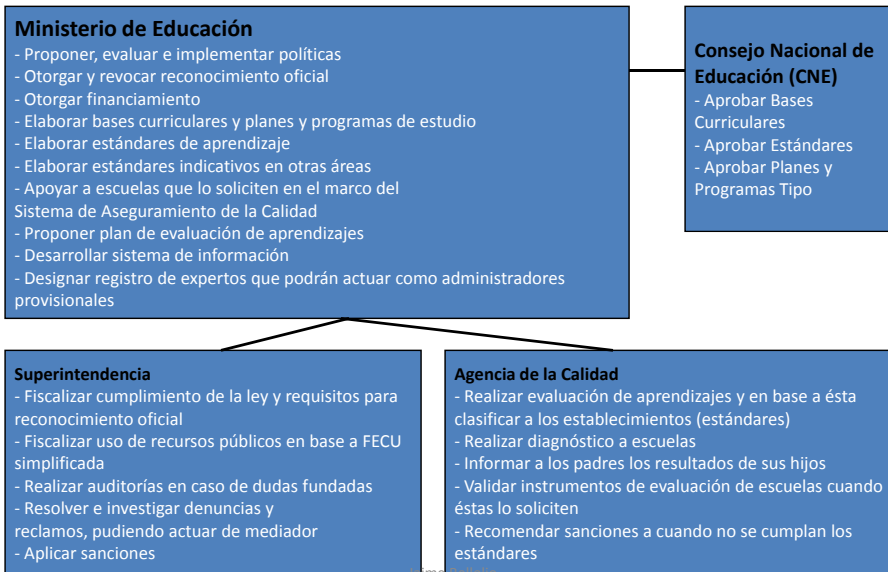 Ministerio de Educación
- Proponer, evaluar e implementar políticas
- Otorgar y revocar reconocimiento oficial
- Otorgar financiamiento
- Elaborar bases curriculares y planes y programas de estudio
- Elaborar estándares de aprendizaje
- Elaborar estándares indicativos en otras áreas
- Apoyar a escuelas que lo soliciten en el marco del
Sistema de Aseguramiento de la Calidad
- Proponer plan de evaluación de aprendizajes
- Desarrollar sistema de información
- Designar registro de expertos que podrán actuar como administradores
provisionales
Consejo Nacional de
Educación (CNE)
- Aprobar Bases
Curriculares
- Aprobar Estándares
- Aprobar Planes y
Programas Tipo
Superintendencia
- Fiscalizar cumplimiento de la ley y requisitos para
reconocimiento oficial
- Fiscalizar uso de recursos públicos en base a FECU
simplificada
- Realizar auditorías en caso de dudas fundadas
- Resolver e investigar denuncias y
reclamos, pudiendo actuar de mediador
- Aplicar sanciones
Agencia de la Calidad
- Realizar evaluación de aprendizajes y en base a ésta
clasificar a los establecimientos (estándares)
- Realizar diagnóstico a escuelas
- Informar a los padres los resultados de sus hijos
- Validar instrumentos de evaluación de escuelas cuando
éstas lo soliciten
- Recomendar sanciones a cuando no se cumplan los
estándares